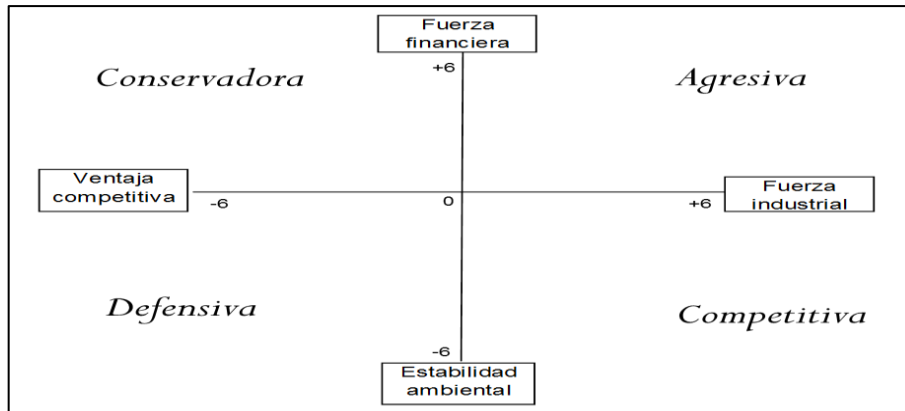 Fuerza
financiera
+6
Conservadora
Agresiva
Ventaja
competitiva
-6
0
+6
Fuerza
industrial
Defensiva
Competitiva
-6
Estabilidad
ambiental